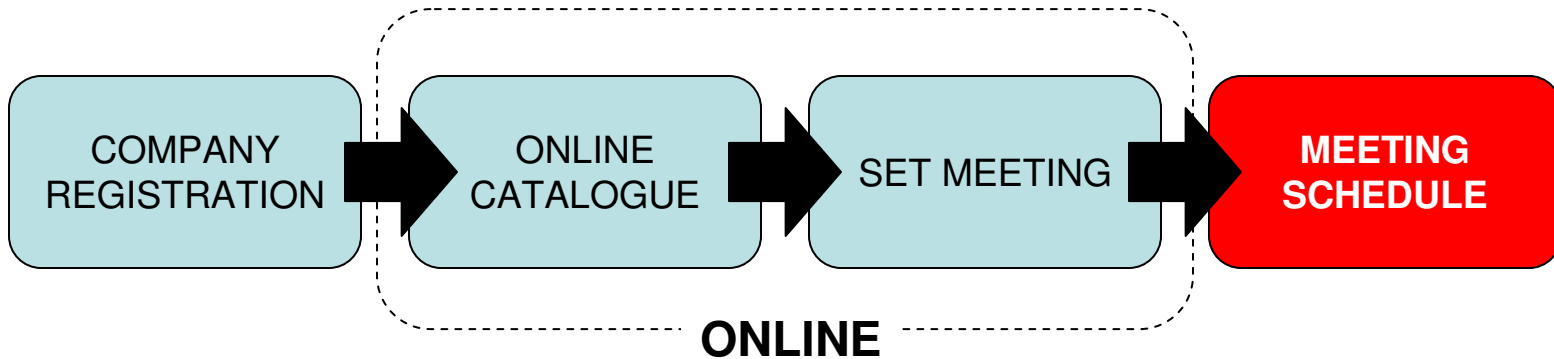 COMPANY
REGISTRATION
ONLINE
CATALOGUE
SET MEETING
MEETING
SCHEDULE
ONLINE